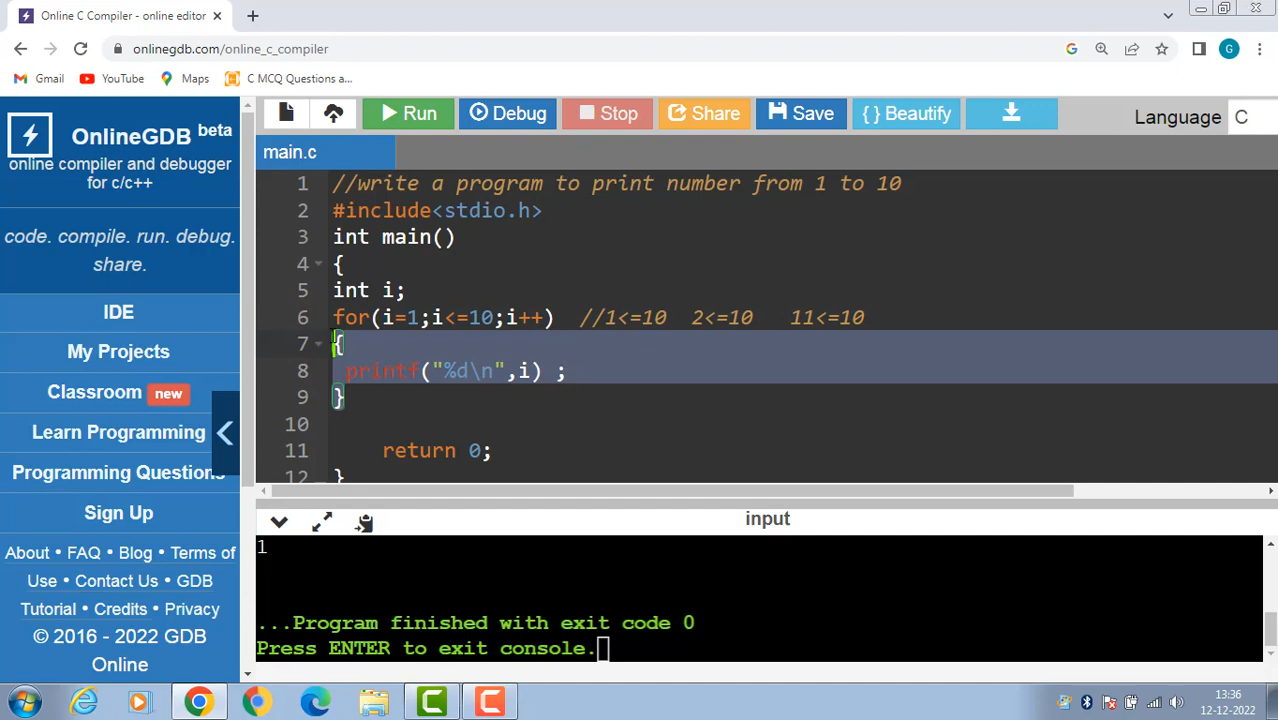 Online C Compiler - online editor
onlinegdb.com/online_c_compiler
G
Gmail YouTube Maps C MCQ Questions a...
OnlineGDB beta
online compiler and debugger
for c/c++
code. compile. run. debug.
share.
IDE
My Projects
Classroom new
Learn Programming
Programming Questions
Sign Up
About • FAQ • Blog • Terms of
Use • Contact Us • GDB
Tutorial • Credits • Privacy
© 2016 - 2022 GDB
Online
Run Debug Stop Share Save { } Beautify Language C
main.c
1 //write a program to print number from 1 to 10
2 #include<stdio.h>
3 int main()
4 {
5 int i;
6 for(i=1;i<=10;i++) //1<=10 2<=10 11<=10
7 {
8 printf("%d\n",i) ;
9 }
10
11 return 0;
12 }
input
1
...Program finished with exit code 0
Press ENTER to exit console.
13:36
12-12-2022